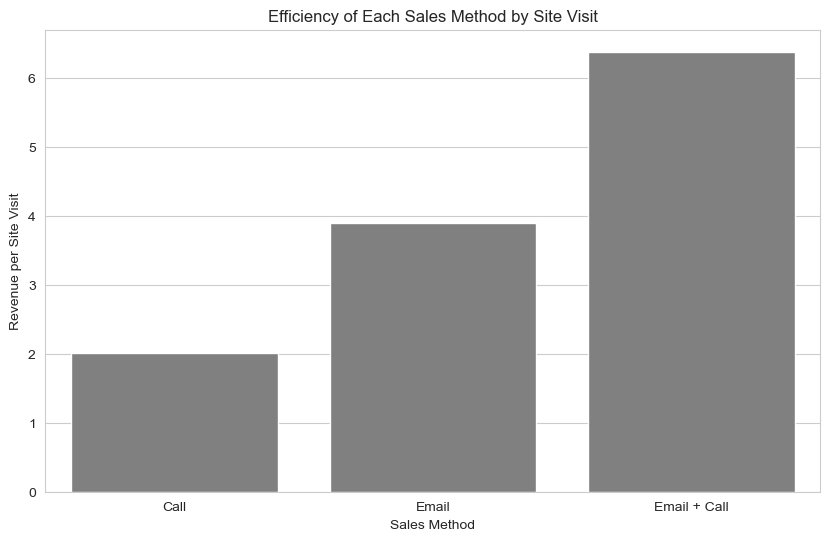 Efficiency of Each Sales Method by Site Visit
Revenue per Site Visit
6
5
4
3
2
1
0
Call
Email
Email + Call
Sales Method